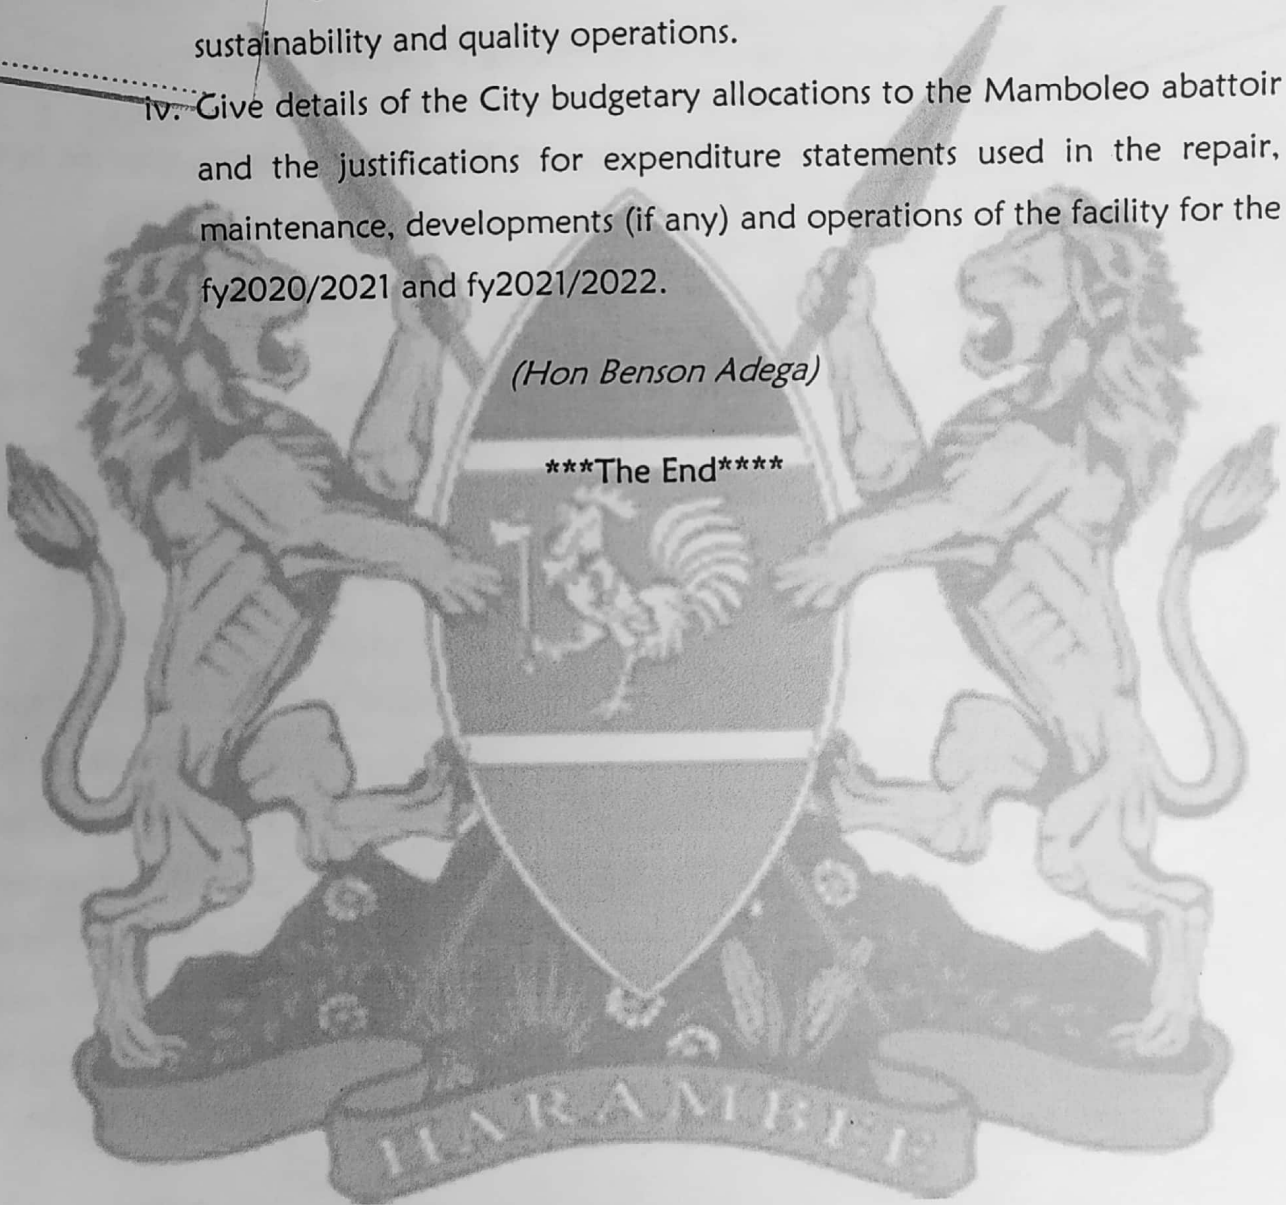 sustainability and quality operations.
iv. Give details of the City budgetary allocations to the Mamboleo abattoir
and the justifications for expenditure statements used in the repair,
maintenance, developments (if any) and operations of the facility for the
fy2020/2021 and fy2021/2022.
(Hon Benson Adega)
***The End****
HARAMBEE